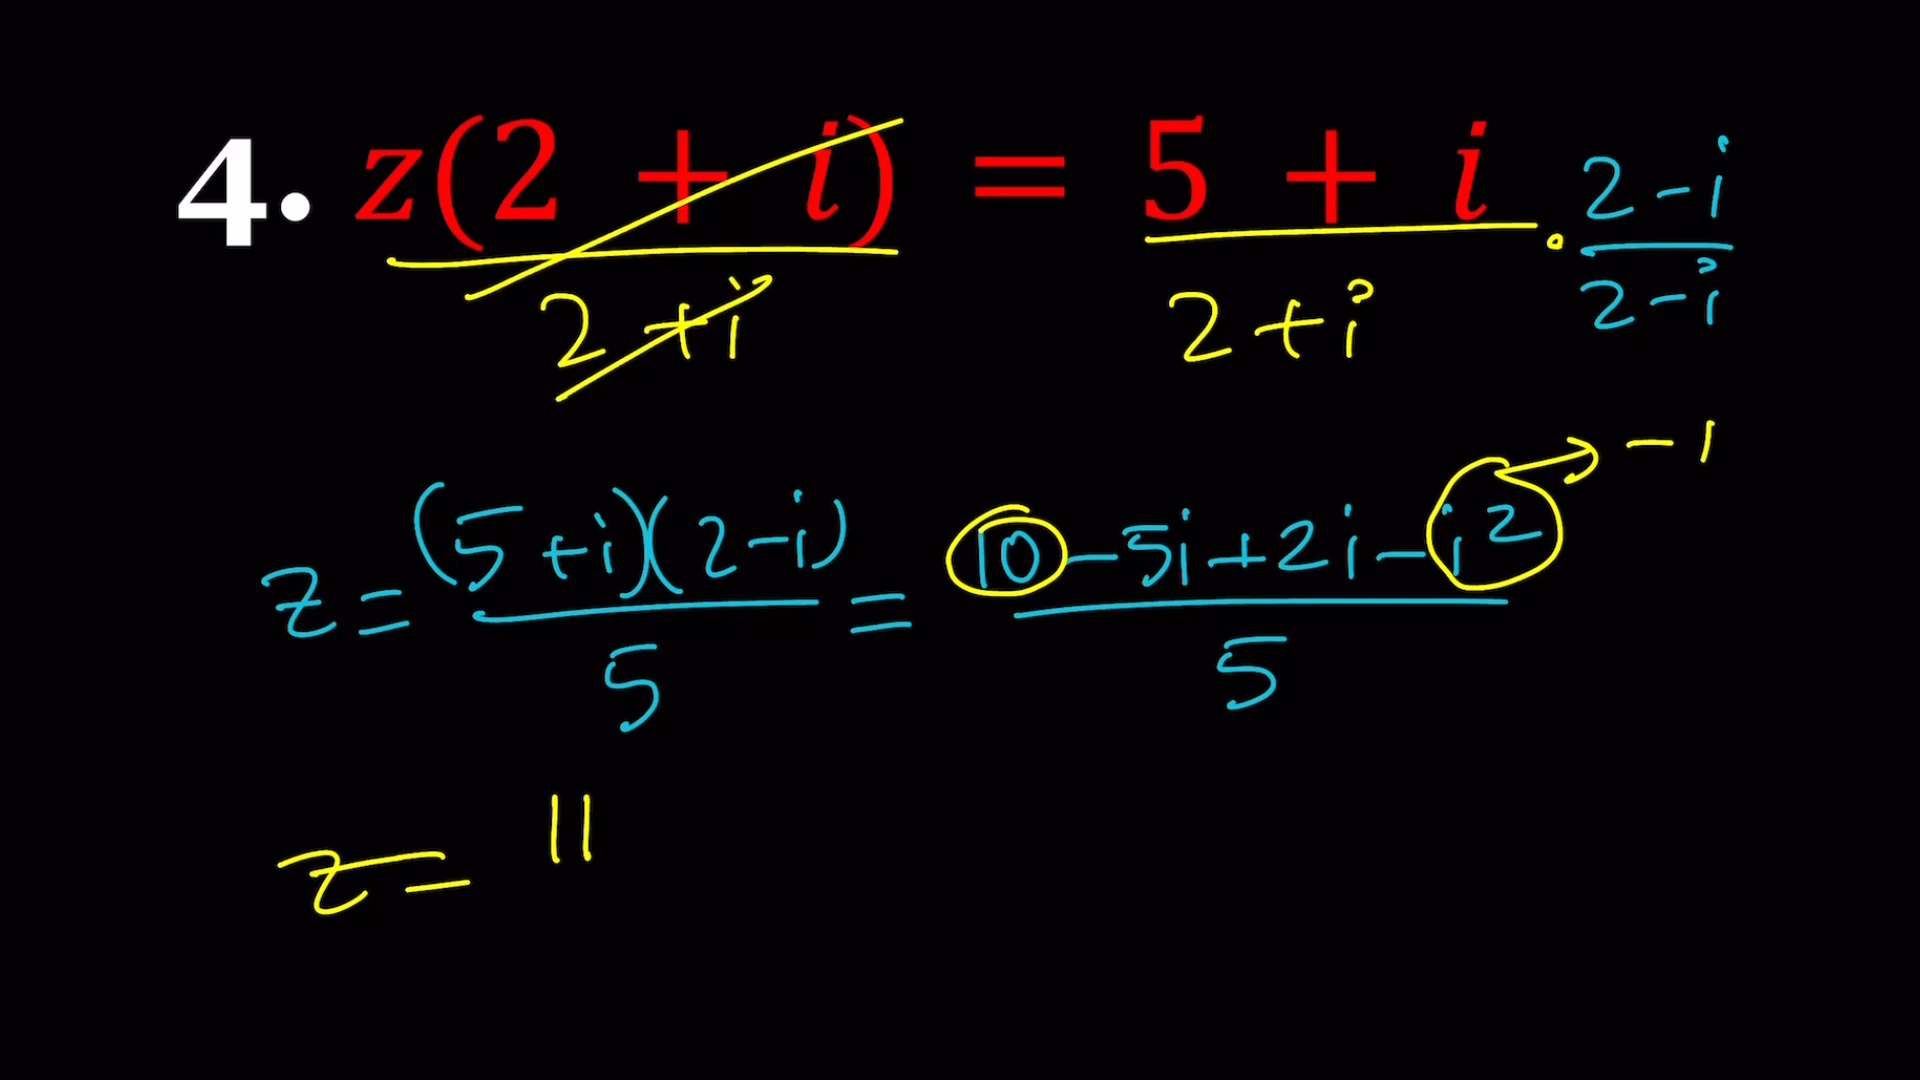 4. z(2 + i) / 2 + i = 5 + i / 2 + i · 2 - i / 2 - i
→ -1
z = (5 + i)(2 - i) / 5 = 10 - 5i + 2i - i² / 5
z = 11